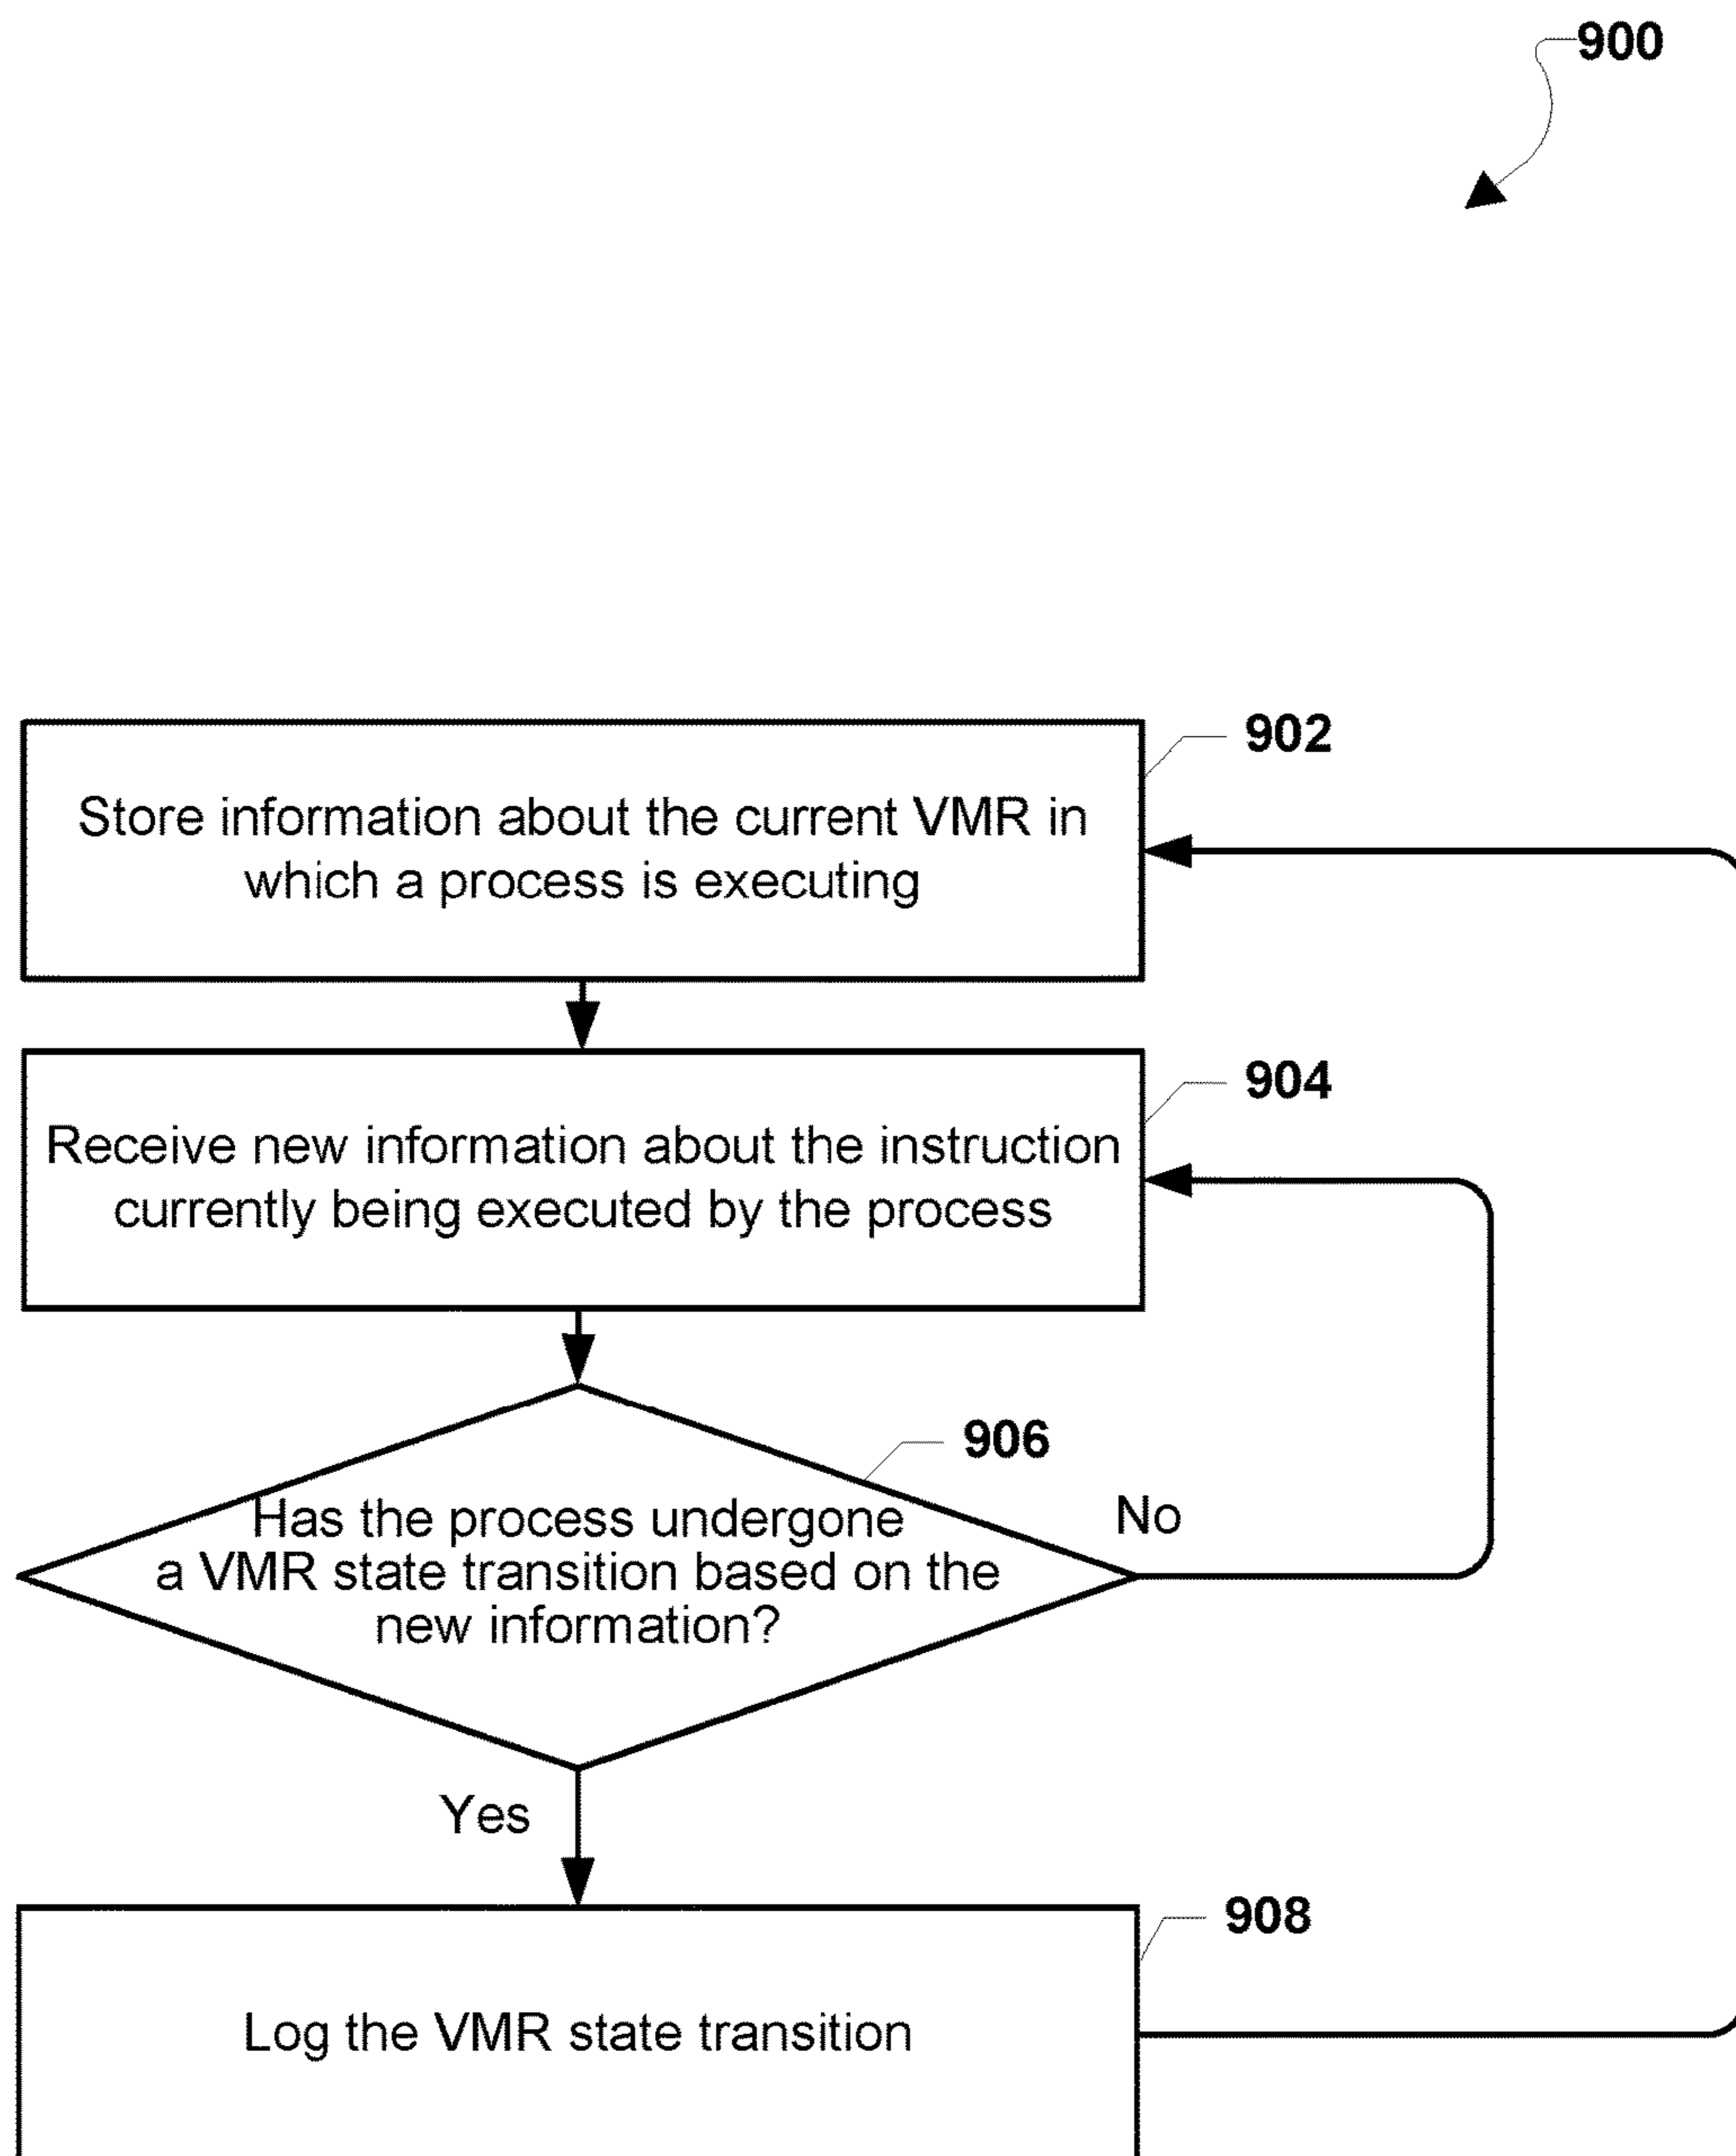 900
902
Store information about the current VMR in
which a process is executing
904
Receive new information about the instruction
currently being executed by the process
906
Has the process undergone
a VMR state transition based on the
new information?
No
Yes
908
Log the VMR state transition